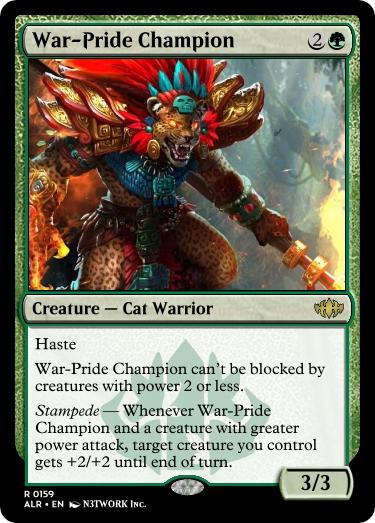 War-Pride Champion 2
Creature — Cat Warrior
Haste
War-Pride Champion can't be blocked by
creatures with power 2 or less.
Stampede — Whenever War-Pride
Champion and a creature with greater
power attack, target creature you control
gets +2/+2 until end of turn.
3/3
R 0159
ALR • EN N3TWORK Inc.